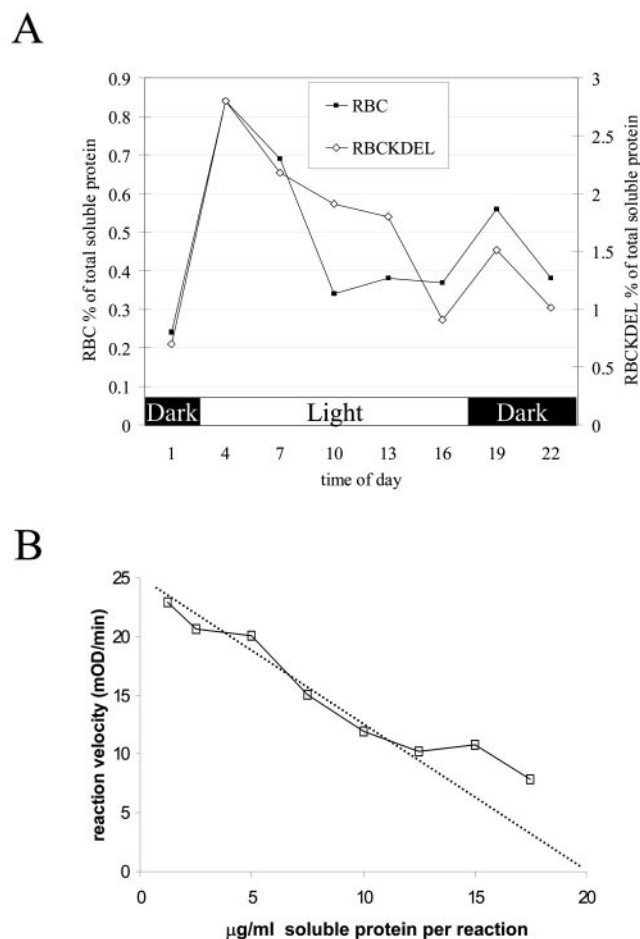 A
RBC % of total soluble protein
0.9
0.8
0.7
0.6
0.5
0.4
0.3
0.2
0.1
0
RBC
RBCKDEL
3
2.5
2
1.5
1
0.5
0
RBCKDEL % of total soluble protein
Dark Light Dark
1 4 7 10 13 16 19 22
time of day
B
reaction velocity (mOD/min)
25
20
15
10
5
0
0 5 10 15 20
µg/ml soluble protein per reaction